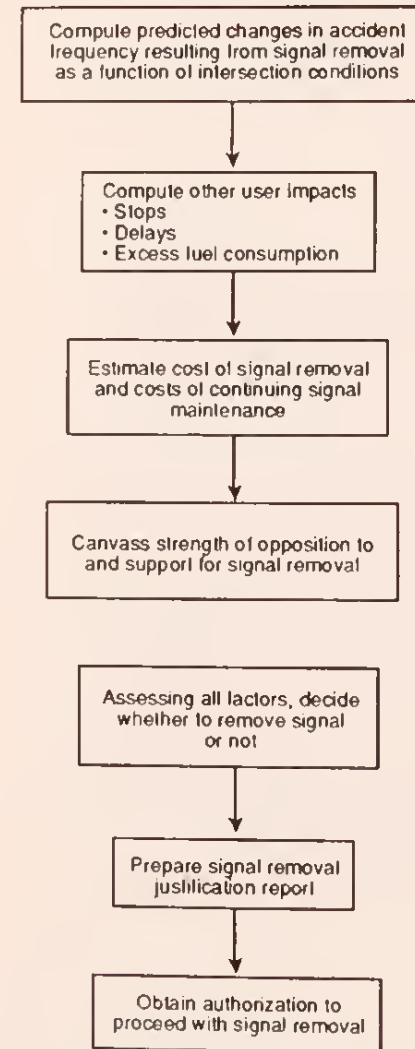 Compute predicted changes in accident
frequency resulting from signal removal
as a function of intersection conditions
Compute other user impacts
• Stops
• Delays
• Excess fuel consumption
Estimate cost of signal removal
and costs of continuing signal
maintenance
Canvass strength of opposition to
and support for signal removal
Assessing all factors, decide
whether to remove signal
or not
Prepare signal removal
justification report
Obtain authorization to
proceed with signal removal